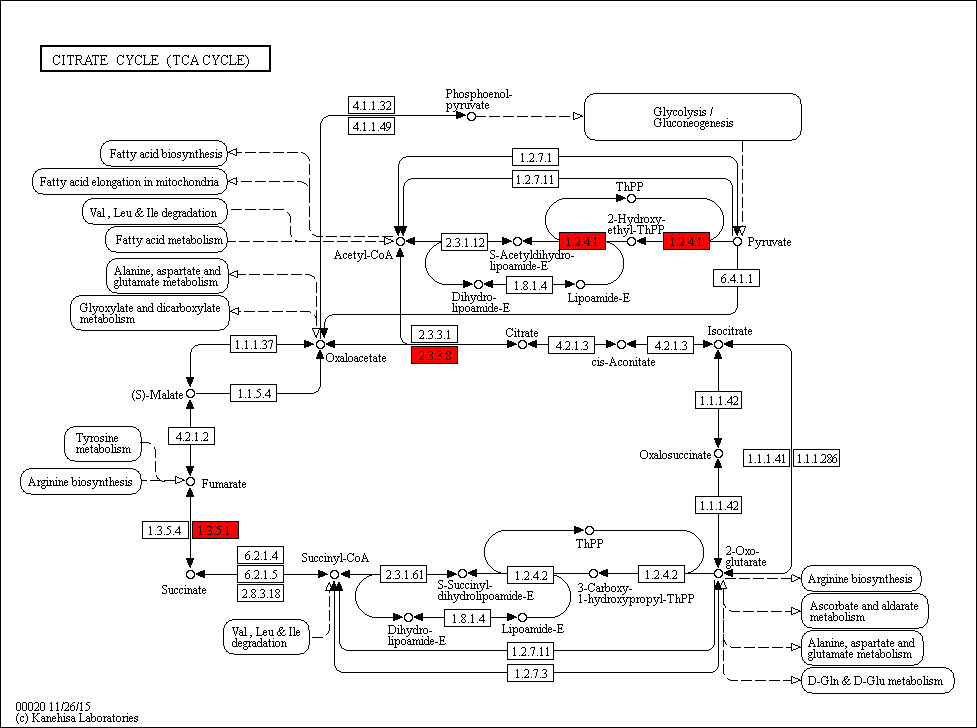 CITRATE CYCLE (TCA CYCLE)
Phosphoenol-
pyruvate
4.1.1.32
4.1.1.49
Glycolysis /
Gluconeogenesis
Fatty acid biosynthesis
Fatty acid elongation in mitochondria
Val , Leu & Ile degradation
Fatty acid metabolism
1.2.7.1
1.2.7.11
ThPP
2-Hydroxy-
ethyl-ThPP
Acetyl-CoA
2.3.1.12
S-Acetyldihydro-
lipoamide-E
1.2.4.1
1.2.4.1
Pyruvate
Alanine, aspartate and
glutamate metabolism
Glyoxylate and dicarboxylate
metabolism
Dihydro-
lipoamide-E
1.8.1.4
Lipoamide-E
6.4.1.1
1.1.1.37
Oxaloacetate
2.3.3.1
2.3.3.8
Citrate
4.2.1.3
cis-Aconitate
4.2.1.3
Isocitrate
(S)-Malate
1.1.5.4
1.1.1.42
4.2.1.2
Tyrosine
metabolism
Arginine biosynthesis
Fumarate
Oxalosuccinate
1.1.1.41
1.1.1.286
1.1.1.42
1.3.5.4
1.3.5.1
ThPP
Succinate
6.2.1.4
6.2.1.5
2.8.3.18
Succinyl-CoA
2.3.1.61
S-Succinyl-
dihydrolipoamide-E
1.2.4.2
3-Carboxy-
1-hydroxypropyl-ThPP
1.2.4.2
2-Oxo-
glutarate
Val , Leu & Ile
degradation
Dihydro-
lipoamide-E
1.8.1.4
Lipoamide-E
1.2.7.11
1.2.7.3
Arginine biosynthesis
Ascorbate and aldarate
metabolism
Alanine, aspartate and
glutamate metabolism
D-Gln & D-Glu metabolism
00020 11/26/15
(c) Kanehisa Laboratories